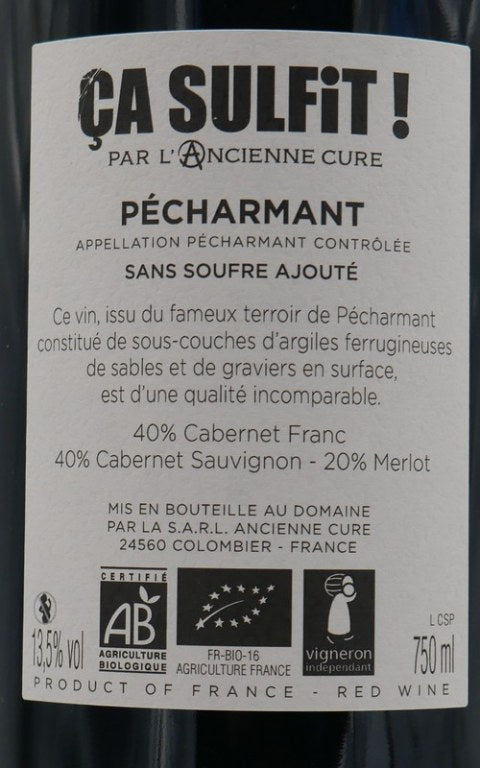 ÇA SULFiT !
PAR L'ANCIENNE CURE
PÉCHARMANT
APPELLATION PÉCHARMANT CONTRÔLÉE
SANS SOUFRE AJOUTÉ
Ce vin, issu du fameux terroir de Pécharmant
constitué de sous-couches d'argiles ferrugineuses
de sables et de graviers en surface,
est d'une qualité incomparable.
40% Cabernet Franc
40% Cabernet Sauvignon - 20% Merlot
MIS EN BOUTEILLE AU DOMAINE
PAR LA S.A.R.L. ANCIENNE CURE
24560 COLOMBIER - FRANCE
CERTIFIÉ
AB
AGRICULTURE
BIOLOGIQUE
FR-BIO-16
AGRICULTURE FRANCE
vigneron
indépendant
13,5% vol
L CSP
750 ml
PRODUCT OF FRANCE - RED WINE